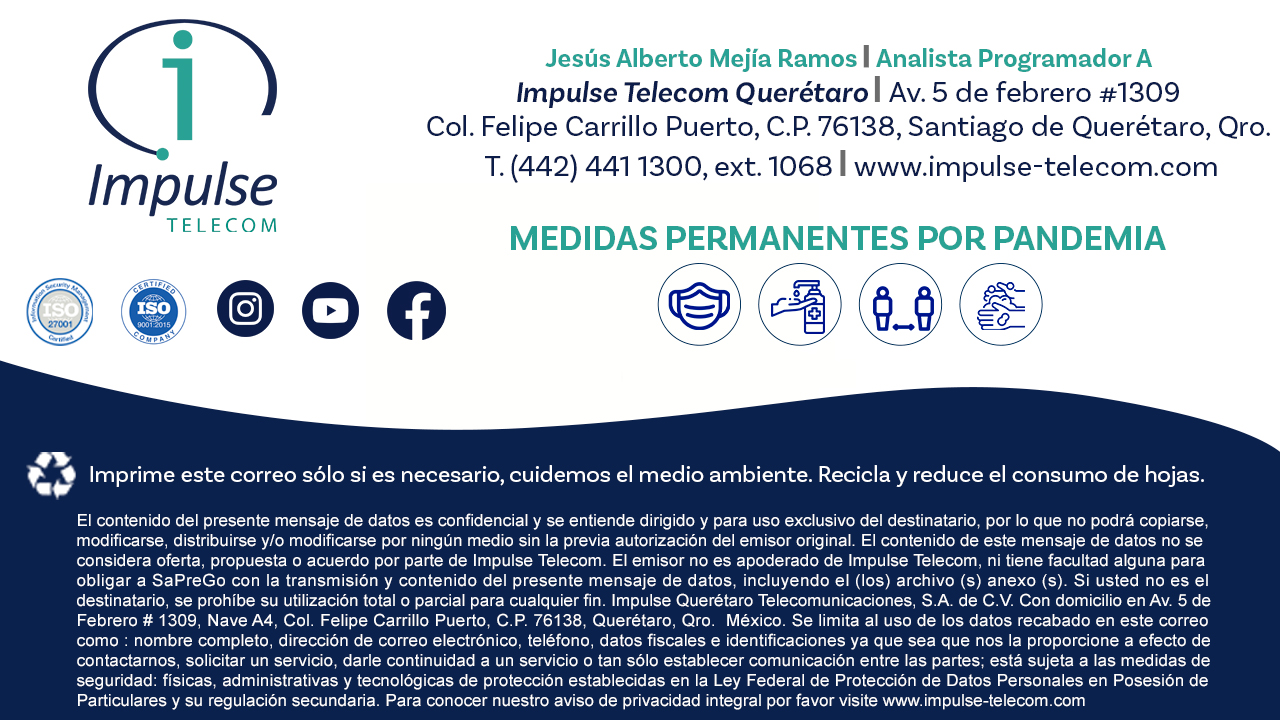 i
Impulse
TELECOM
Jesús Alberto Mejía Ramos | Analista Programador A
Impulse Telecom Querétaro | Av. 5 de febrero #1309
Col. Felipe Carrillo Puerto, C.P. 76138, Santiago de Querétaro, Qro.
T. (442) 441 1300, ext. 1068 | www.impulse-telecom.com
MEDIDAS PERMANENTES POR PANDEMIA
Information Security Management
ISO
27001
Certified
CERTIFIED
ISO
9001:2015
COMPANY
Imprime este correo sólo si es necesario, cuidemos el medio ambiente. Recicla y reduce el consumo de hojas.
El contenido del presente mensaje de datos es confidencial y se entiende dirigido y para uso exclusivo del destinatario, por lo que no podrá copiarse,
modificarse, distribuirse y/o modificarse por ningún medio sin la previa autorización del emisor original. El contenido de este mensaje de datos no se
considera oferta, propuesta o acuerdo por parte de Impulse Telecom. El emisor no es apoderado de Impulse Telecom, ni tiene facultad alguna para
obligar a SaPreGo con la transmisión y contenido del presente mensaje de datos, incluyendo el (los) archivo (s) anexo (s). Si usted no es el
destinatario, se prohíbe su utilización total o parcial para cualquier fin. Impulse Querétaro Telecomunicaciones, S.A. de C.V. Con domicilio en Av. 5 de
Febrero # 1309, Nave A4, Col. Felipe Carrillo Puerto, C.P. 76138, Querétaro, Qro. México. Se limita al uso de los datos recabado en este correo
como : nombre completo, dirección de correo electrónico, teléfono, datos fiscales e identificaciones ya que sea que nos la proporcione a efecto de
contactarnos, solicitar un servicio, darle continuidad a un servicio o tan sólo establecer comunicación entre las partes; está sujeta a las medidas de
seguridad: físicas, administrativas y tecnológicas de protección establecidas en la Ley Federal de Protección de Datos Personales en Posesión de
Particulares y su regulación secundaria. Para conocer nuestro aviso de privacidad integral por favor visite www.impulse-telecom.com